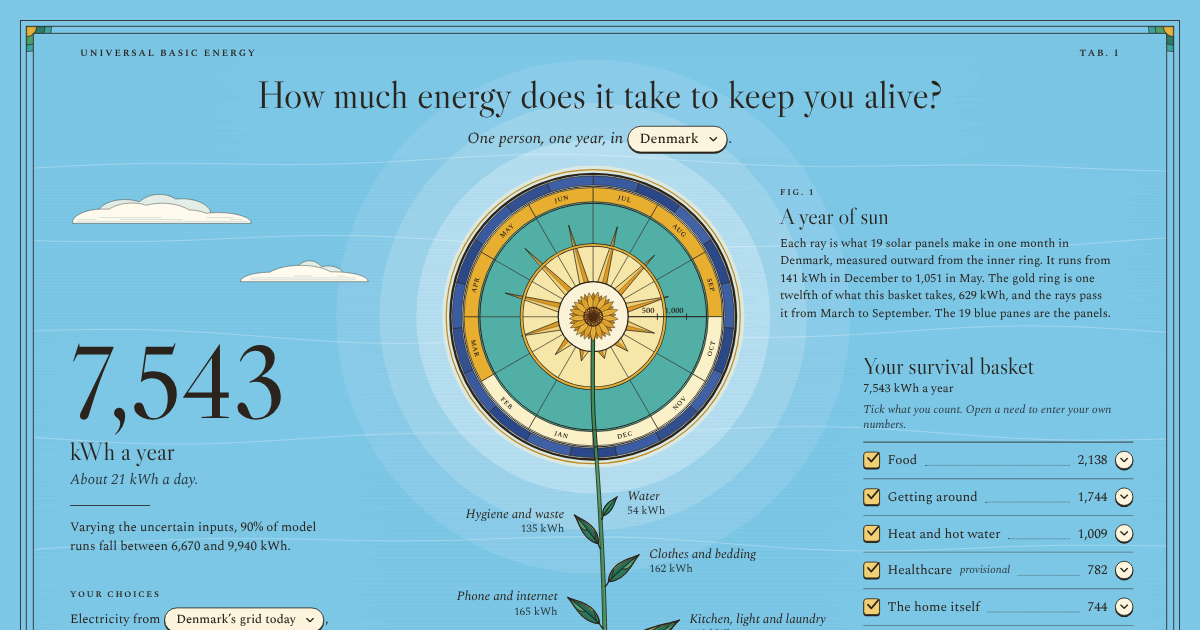 UNIVERSAL BASIC ENERGY
TAB. I
How much energy does it take to keep you alive?
One person, one year, in Denmark.
FIG. 1
A year of sun
Each ray is what 19 solar panels make in one month in
Denmark, measured outward from the inner ring. It runs from
141 kWh in December to 1,051 in May. The gold ring is one
twelfth of what this basket takes, 629 kWh, and the rays pass
it from March to September. The 19 blue panes are the panels.
JAN
FEB
MAR
APR
MAY
JUN
JUL
AUG
SEP
OCT
NOV
DEC
500
1,000
7,543
kWh a year
About 21 kWh a day.
Varying the uncertain inputs, 90% of model
runs fall between 6,670 and 9,940 kWh.
YOUR CHOICES
Electricity from Denmark's grid today,
Water
54 kWh
Hygiene and waste
135 kWh
Clothes and bedding
162 kWh
Phone and internet
165 kWh
Kitchen, light and laundry
Your survival basket
7,543 kWh a year
Tick what you count. Open a need to enter your own
numbers.
Food 2,138
Getting around 1,744
Heat and hot water 1,009
Healthcare provisional 782
The home itself 744